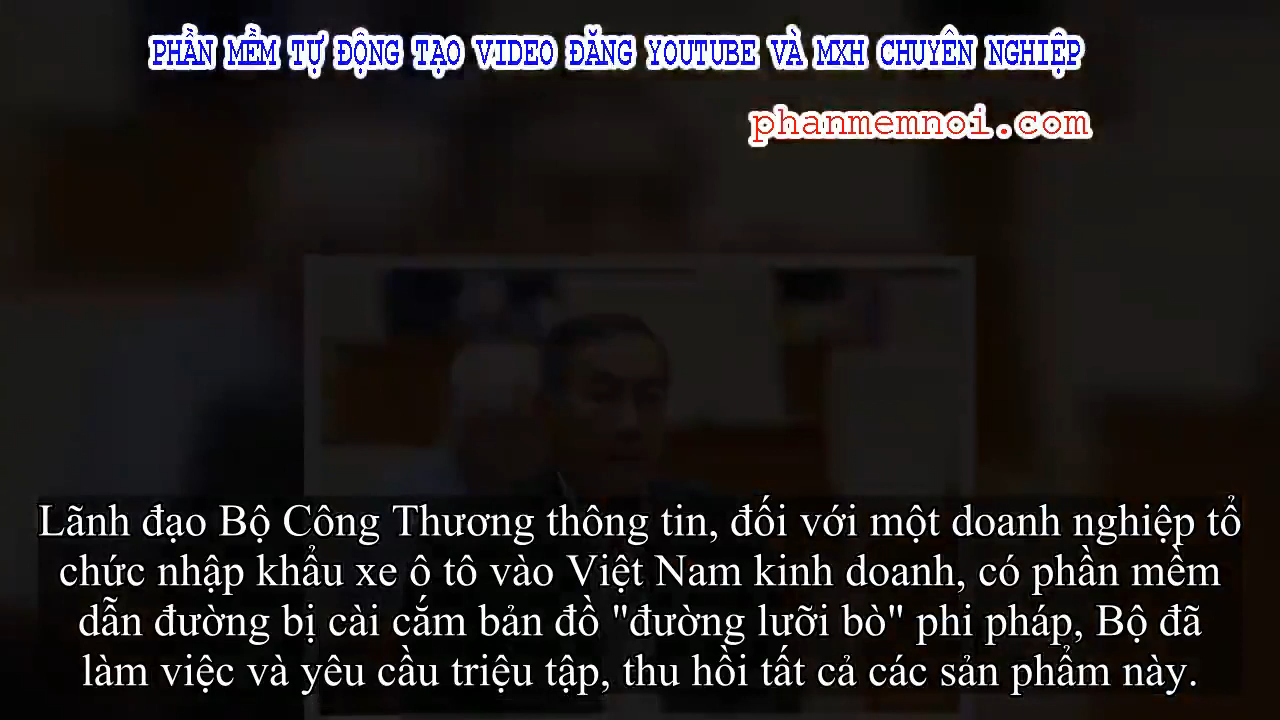 PHẦN MỀM TỰ ĐỘNG TẠO VIDEO ĐĂNG YOUTUBE VÀ MXH CHUYÊN NGHIỆP
phanmemnoi.com
Lãnh đạo Bộ Công Thương thông tin, đối với một doanh nghiệp tổ
chức nhập khẩu xe ô tô vào Việt Nam kinh doanh, có phần mềm
dẫn đường bị cài cắm bản đồ "đường lưỡi bò" phi pháp, Bộ đã
làm việc và yêu cầu triệu tập, thu hồi tất cả các sản phẩm này.